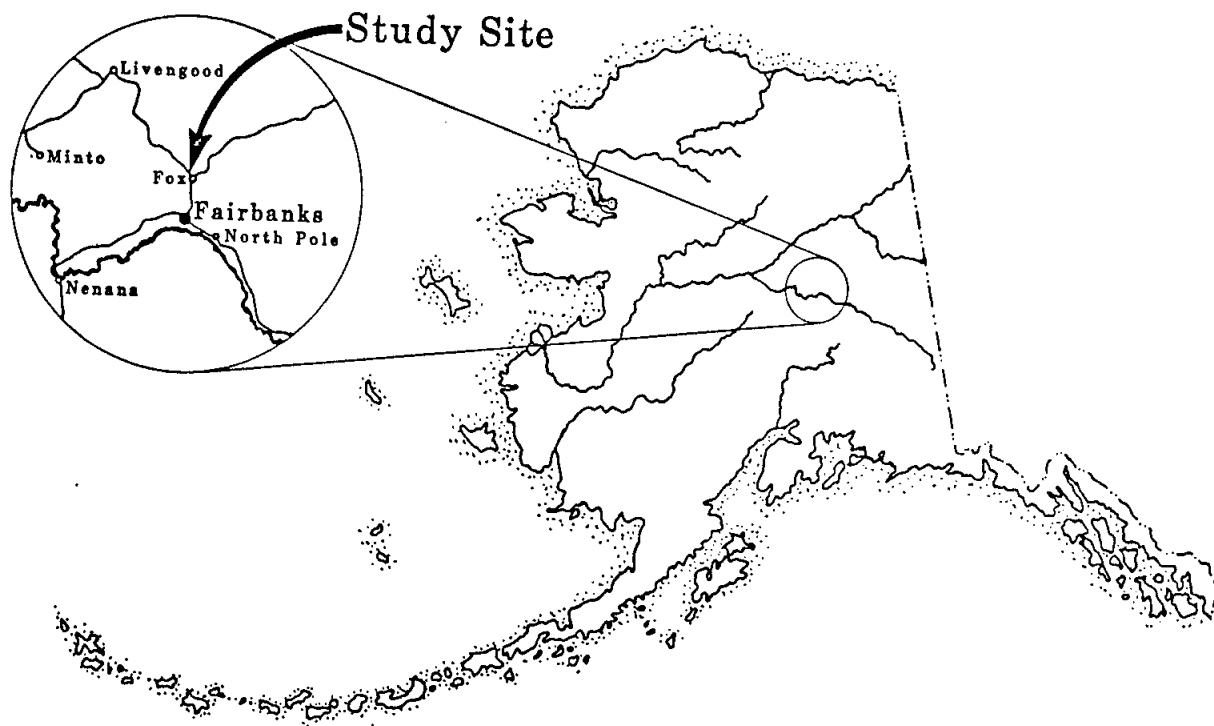 Study Site
Livengood
Minto
Fox
Fairbanks
North Pole
Nenana